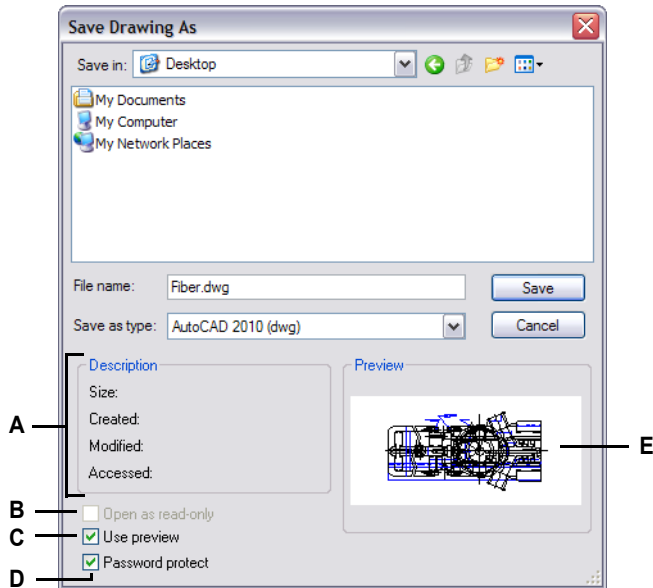 Save Drawing As
Save in: Desktop
My Documents
My Computer
My Network Places
File name: Fiber.dwg Save
Save as type: AutoCAD 2010 (dwg) Cancel
Description Preview
Size:
Created:
A
Modified:
E
Accessed:
B Open as read-only
C Use preview
D Password protect